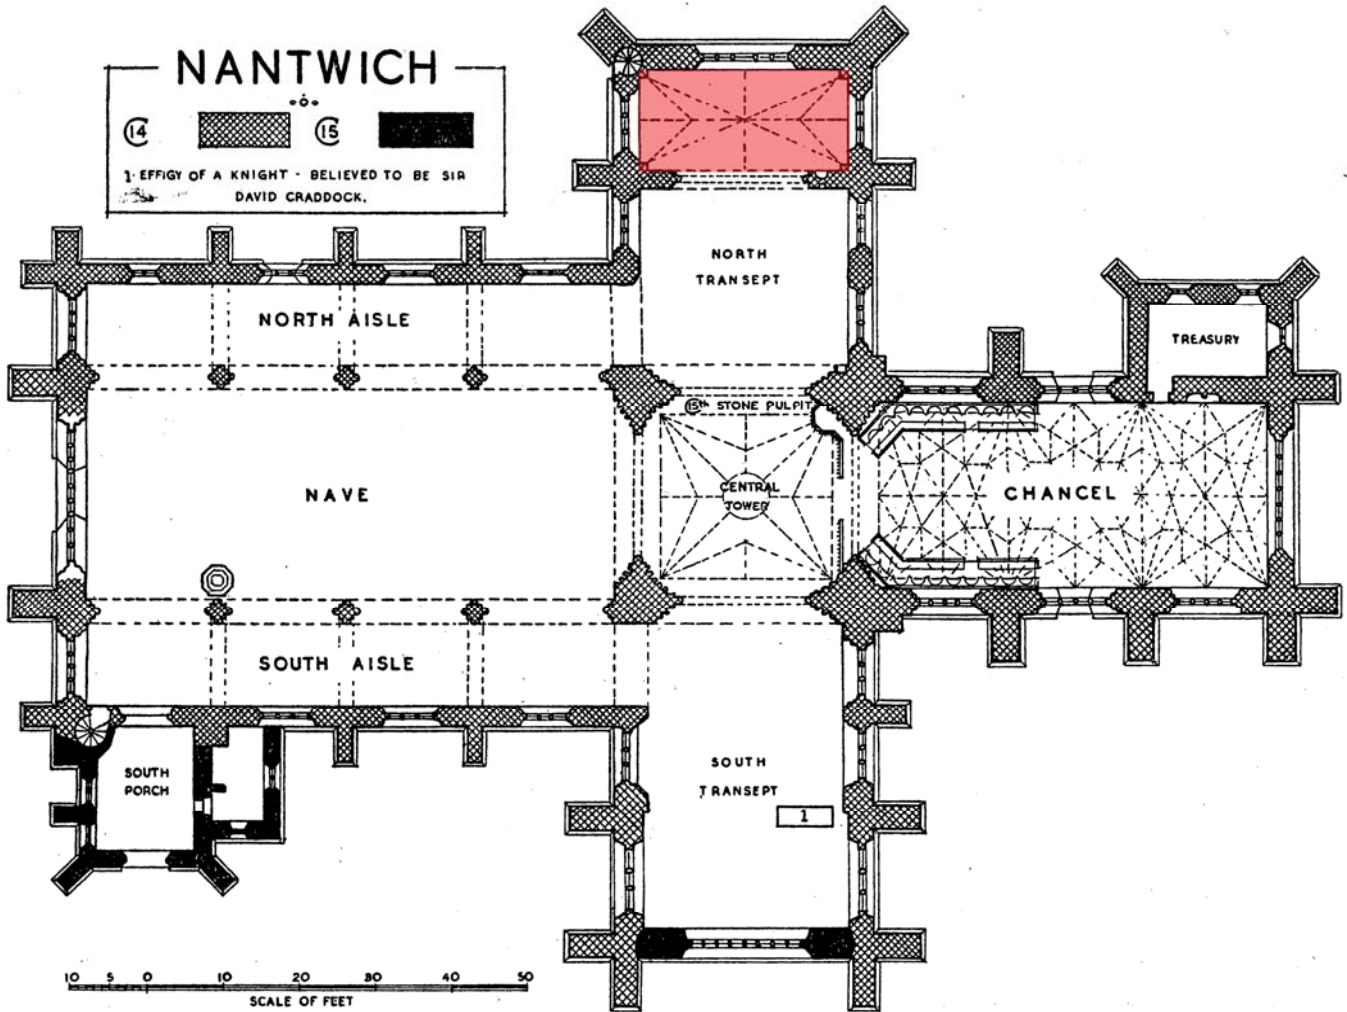 NANTWICH
C14 C15
1. EFFIGY OF A KNIGHT - BELIEVED TO BE SIR
DAVID CRADDOCK.
NORTH
TRANSEPT
NORTH AISLE
TREASURY
15th STONE PULPIT
NAVE
CENTRAL
TOWER
CHANCEL
SOUTH AISLE
SOUTH
PORCH
SOUTH
TRANSEPT
1
10 5 0 10 20 30 40 50
SCALE OF FEET